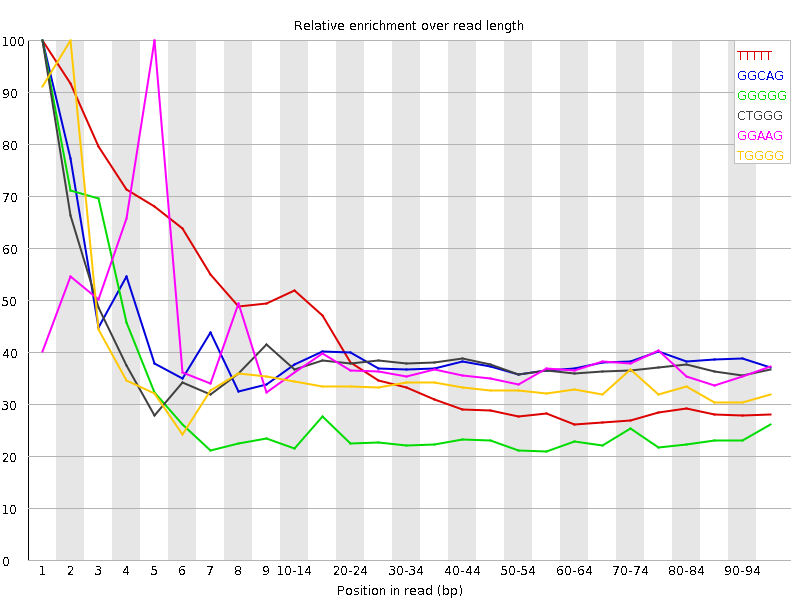 Relative enrichment over read length
100
90
80
70
60
50
40
30
20
10
0
TTTTT
GGCAG
GGGGG
CTGGG
GGAAG
TGGGG
1 2 3 4 5 6 7 8 9 10-14 20-24 30-34 40-44 50-54 60-64 70-74 80-84 90-94
Position in read (bp)